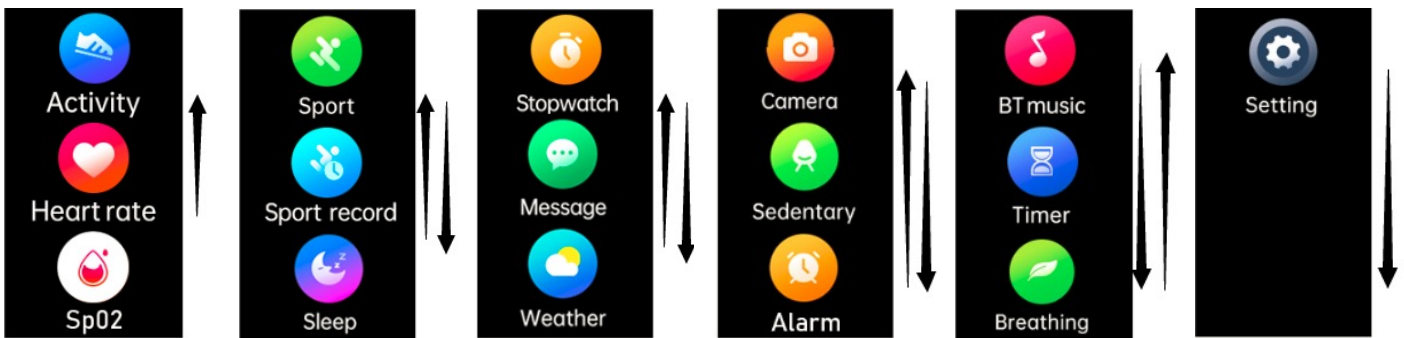 Activity
Heart rate
Sp02
Sport
Sport record
Sleep
Stopwatch
Message
Weather
Camera
Sedentary
Alarm
BT music
Timer
Breathing
Setting